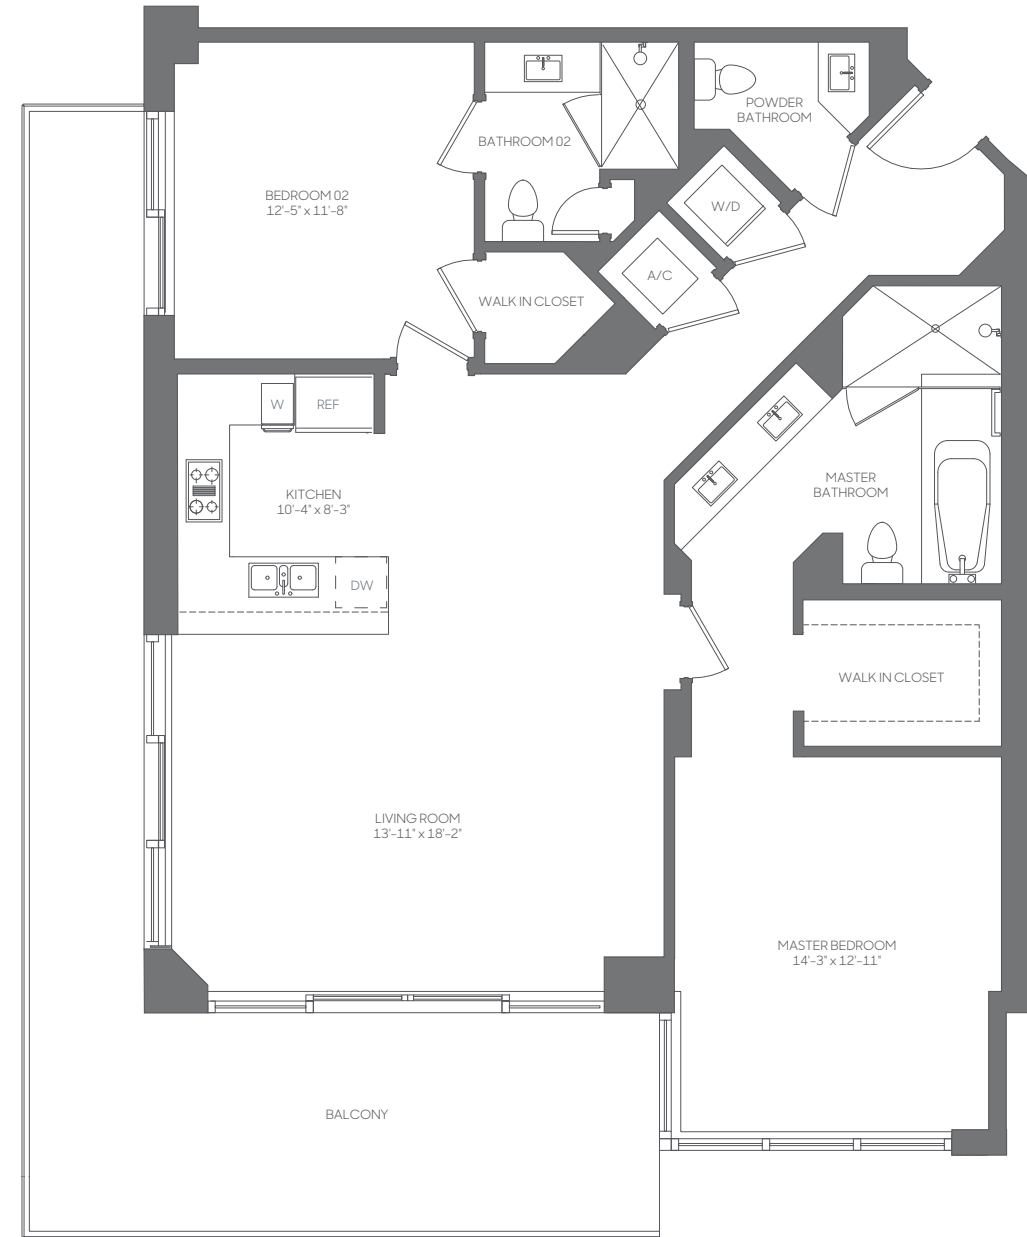 POWDER
BATHROOM
BATHROOM 02
BEDROOM 02
12'-5" x 11'-8"
W/D
A/C
WALK IN CLOSET
W
REF
KITCHEN
10'-4" x 8'-3"
MASTER
BATHROOM
DW
WALK IN CLOSET
LIVING ROOM
13'-11" x 18'-2"
MASTER BEDROOM
14'-3" x 12'-11"
BALCONY